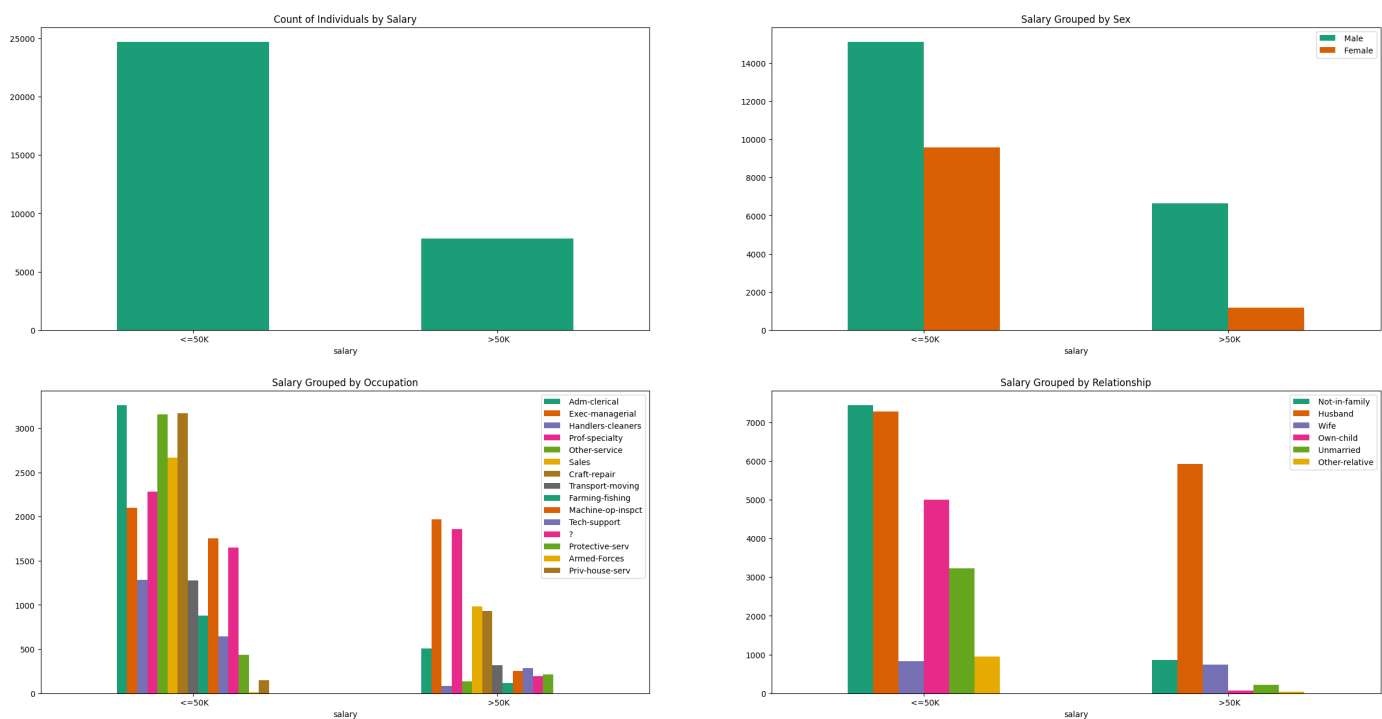 Count of Individuals by Salary
25000
20000
15000
10000
5000
0
<=50K >50K
salary
Salary Grouped by Sex
Male
Female
14000
12000
10000
8000
6000
4000
2000
0
<=50K >50K
salary
Salary Grouped by Occupation
Adm-clerical
Exec-managerial
Handlers-cleaners
Prof-specialty
Other-service
Sales
Craft-repair
Transport-moving
Farming-fishing
Machine-op-inspct
Tech-support
?
Protective-serv
Armed-Forces
Priv-house-serv
3000
2500
2000
1500
1000
500
0
<=50K >50K
salary
Salary Grouped by Relationship
Not-in-family
Husband
Wife
Own-child
Unmarried
Other-relative
7000
6000
5000
4000
3000
2000
1000
0
<=50K >50K
salary